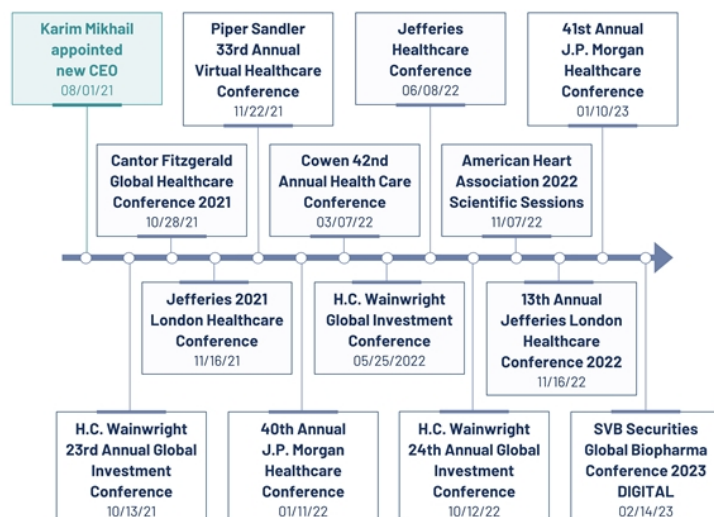 Karim Mikhail
appointed
new CEO
08/01/21
Piper Sandler
33rd Annual
Virtual Healthcare
Conference
11/22/21
Jefferies
Healthcare
Conference
06/08/22
41st Annual
J.P. Morgan
Healthcare
Conference
01/10/23
Cantor Fitzgerald
Global Healthcare
Conference 2021
10/28/21
Cowen 42nd
Annual Health Care
Conference
03/07/22
American Heart
Association 2022
Scientific Sessions
11/07/22
Jefferies 2021
London Healthcare
Conference
11/16/21
H.C. Wainwright
Global Investment
Conference
05/25/2022
13th Annual
Jefferies London
Healthcare
Conference 2022
11/16/22
H.C. Wainwright
23rd Annual Global
Investment
Conference
10/13/21
40th Annual
J.P. Morgan
Healthcare
Conference
01/11/22
H.C. Wainwright
24th Annual Global
Investment
Conference
10/12/22
SVB Securities
Global Biopharma
Conference 2023
DIGITAL
02/14/23